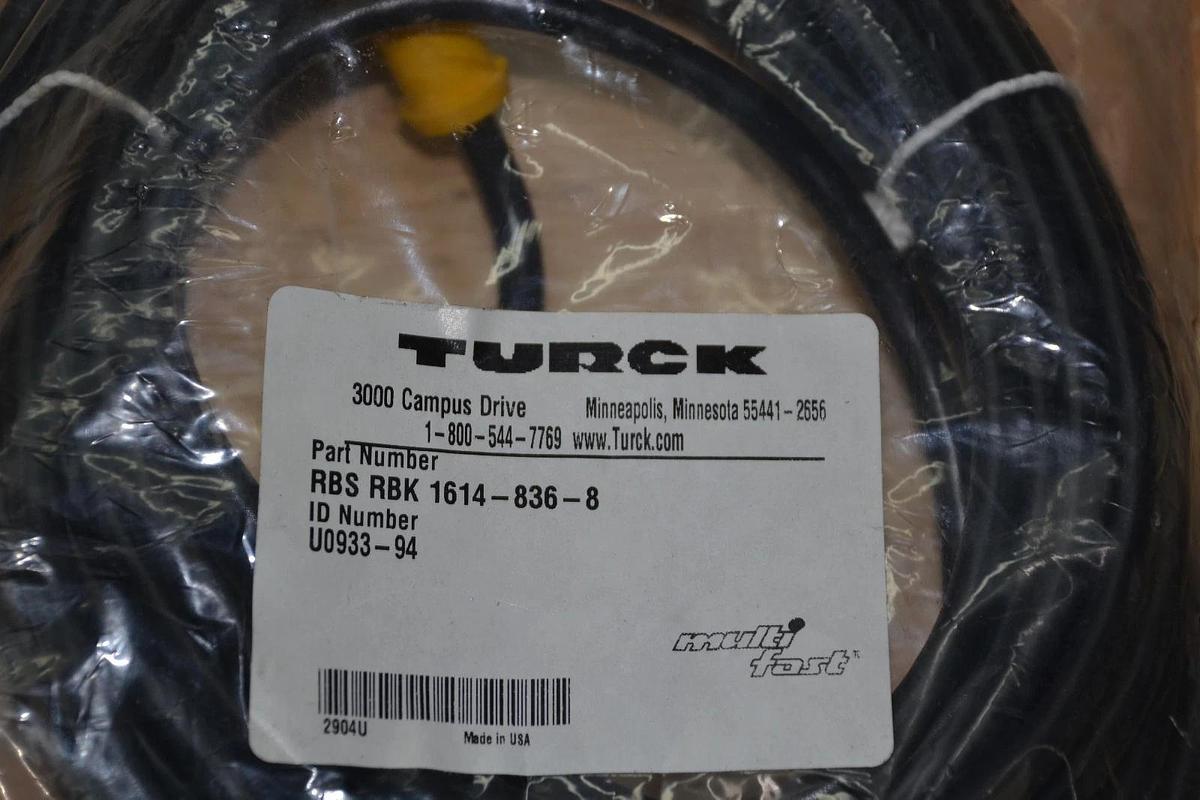 TURCK
3000 Campus Drive Minneapolis, Minnesota 55441-2656
1-800-544-7769 www.Turck.com
Part Number
RBS RBK 1614-836-8
ID Number
U0933-94
multi
fast™
2904U
Made in USA